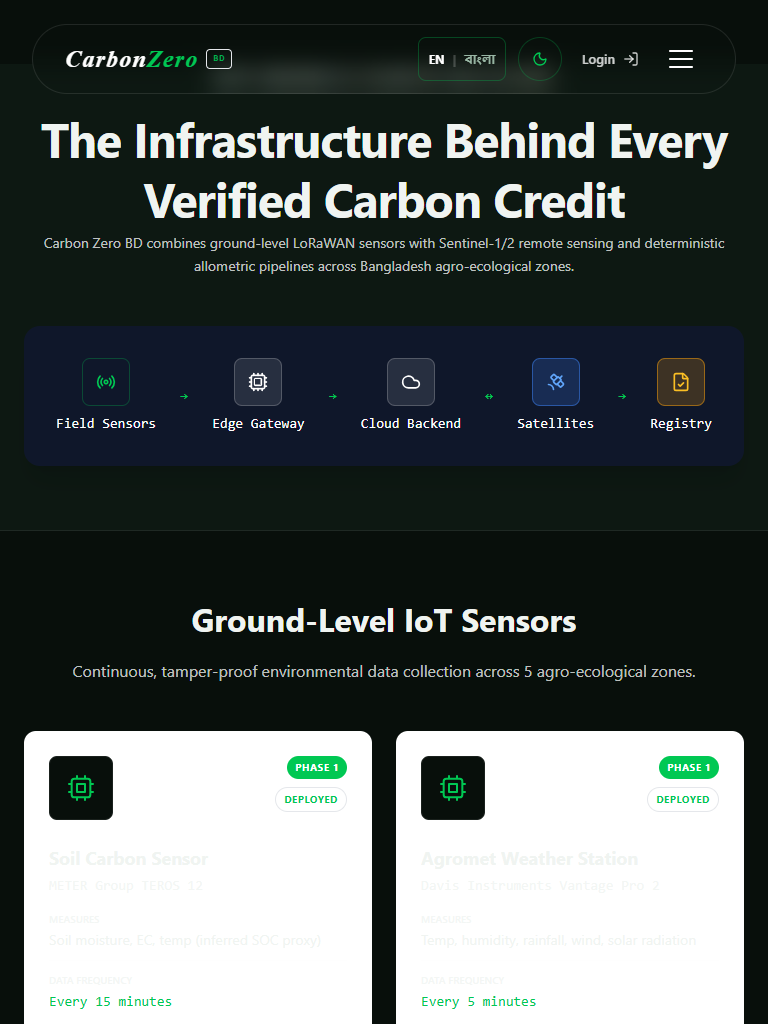 CarbonZero BD
EN | বাংলা
Login
The Infrastructure Behind Every
Verified Carbon Credit
Carbon Zero BD combines ground-level LoRaWAN sensors with Sentinel-1/2 remote sensing and deterministic
allometric pipelines across Bangladesh agro-ecological zones.
Field Sensors → Edge Gateway → Cloud Backend ↔ Satellites → Registry
Ground-Level IoT Sensors
Continuous, tamper-proof environmental data collection across 5 agro-ecological zones.
PHASE 1
DEPLOYED
Soil Carbon Sensor
METER Group TEROS 12
MEASURES
Soil moisture, EC, temp (inferred SOC proxy)
DATA FREQUENCY
Every 15 minutes
PHASE 1
DEPLOYED
Agromet Weather Station
Davis Instruments Vantage Pro 2
MEASURES
Temp, humidity, rainfall, wind, solar radiation
DATA FREQUENCY
Every 5 minutes